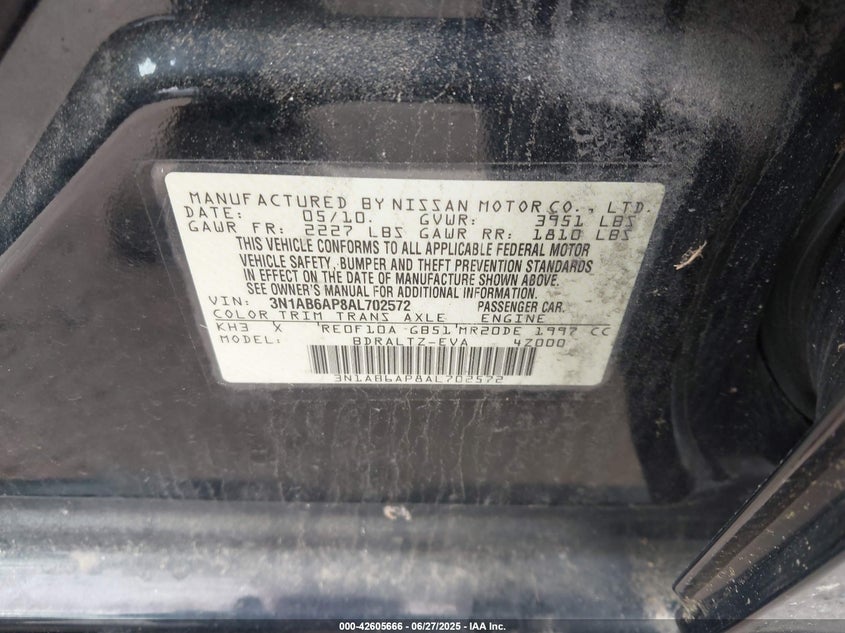 MANUFACTURED BY NISSAN MOTOR CO., LTD.
DATE: 05/10. GVWR: 3951 LBS
GAWR FR: 2227 LBS GAWR RR: 1810 LBS
THIS VEHICLE CONFORMS TO ALL APPLICABLE FEDERAL MOTOR
VEHICLE SAFETY, BUMPER AND THEFT PREVENTION STANDARDS
IN EFFECT ON THE DATE OF MANUFACTURE SHOWN ABOVE.
SEE OWNER'S MANUAL FOR ADDITIONAL INFORMATION.
VIN: 3N1AB6AP8AL702572 PASSENGER CAR.
COLOR TRIM TRANS AXLE ENGINE
KH3 X RE0F10A GB51 MR20DE 1997 CC
MODEL: BDRALTZ-EVA 4Z000
3N1AB6AP8AL702572
000-42605666 - 06/27/2025 - IAA Inc.